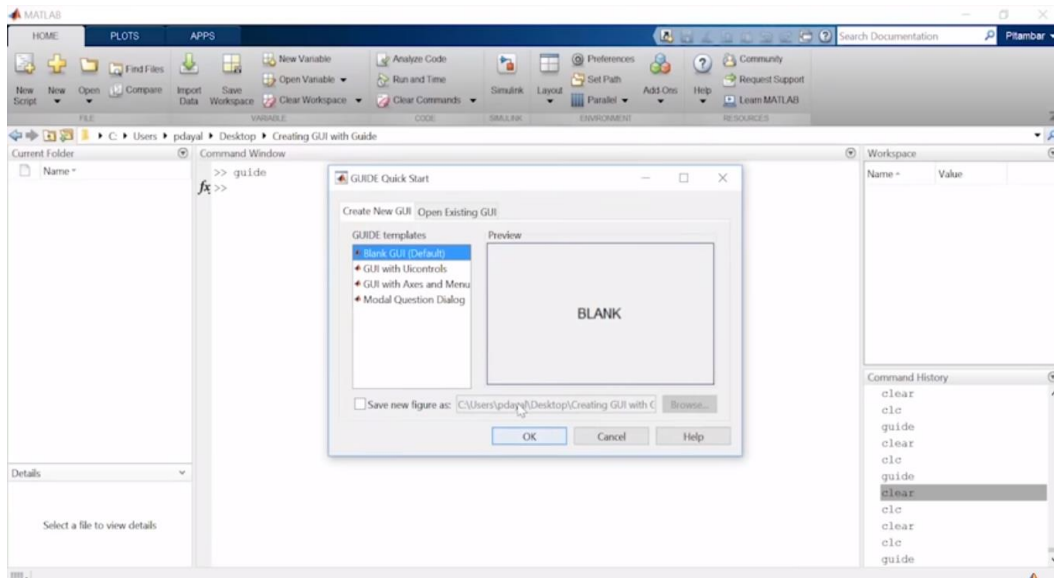 MATLAB
HOME PLOTS APPS
Search Documentation
Pitambar
New Script
New
Open
Find Files
Compare
Import Data
Save Workspace
New Variable
Open Variable
Clear Workspace
Analyze Code
Run and Time
Clear Commands
Simulink
Layout
Preferences
Set Path
Parallel
Add-Ons
Help
Community
Request Support
Learn MATLAB
FILE VARIABLE CODE SIMULINK ENVIRONMENT RESOURCES
C: Users pdayal Desktop Creating GUI with Guide
Current Folder
Name
Command Window
>> guide
fx >>
GUIDE Quick Start
Create New GUI Open Existing GUI
GUIDE templates
Blank GUI (Default)
GUI with Uicontrols
GUI with Axes and Menu
Modal Question Dialog
Preview
BLANK
Save new figure as: C:\Users\pdayal\Desktop\Creating GUI with G
Browse...
OK Cancel Help
Workspace
Name Value
Command History
clear
clc
guide
clear
clc
guide
clear
clc
clear
clc
guide
Details
Select a file to view details